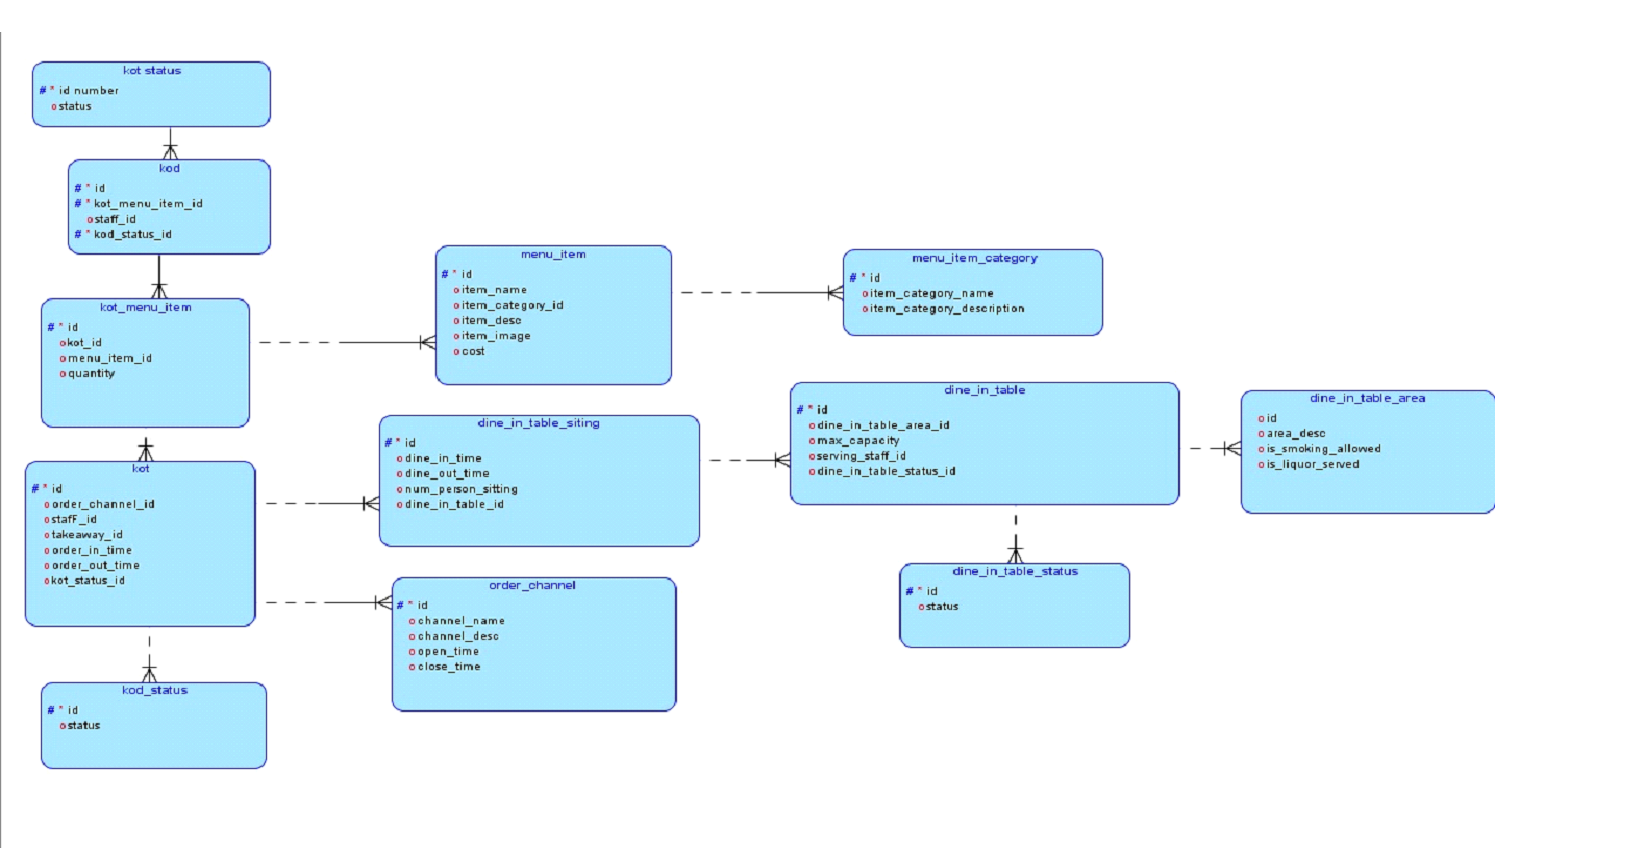 kot status
# * id number
o status
kod
# * id
# * kot_menu_item_id
o staff_id
# * kod_status_id
kot_menu_item
# * id
o kot_id
o menu_item_id
o quantity
menu_item
# * id
o item_name
o item_category_id
o item_desc
o item_image
o cost
menu_item_category
# * id
o item_category_name
o item_category_description
dine_in_table_siting
# * id
o dine_in_time
o dine_out_time
o num_person_sitting
o dine_in_table_id
dine_in_table
# * id
o dine_in_table_area_id
o max_capacity
o serving_staff_id
o dine_in_table_status_id
dine_in_table_area
o id
o area_desc
o is_smoking_allowed
o is_liquor_served
kot
# * id
o order_channel_id
o staff_id
o takeaway_id
o order_in_time
o order_out_time
o kot_status_id
order_channel
# * id
o channel_name
o channel_desc
o open_time
o close_time
dine_in_table_status
# * id
o status
kod_status
# * id
o status